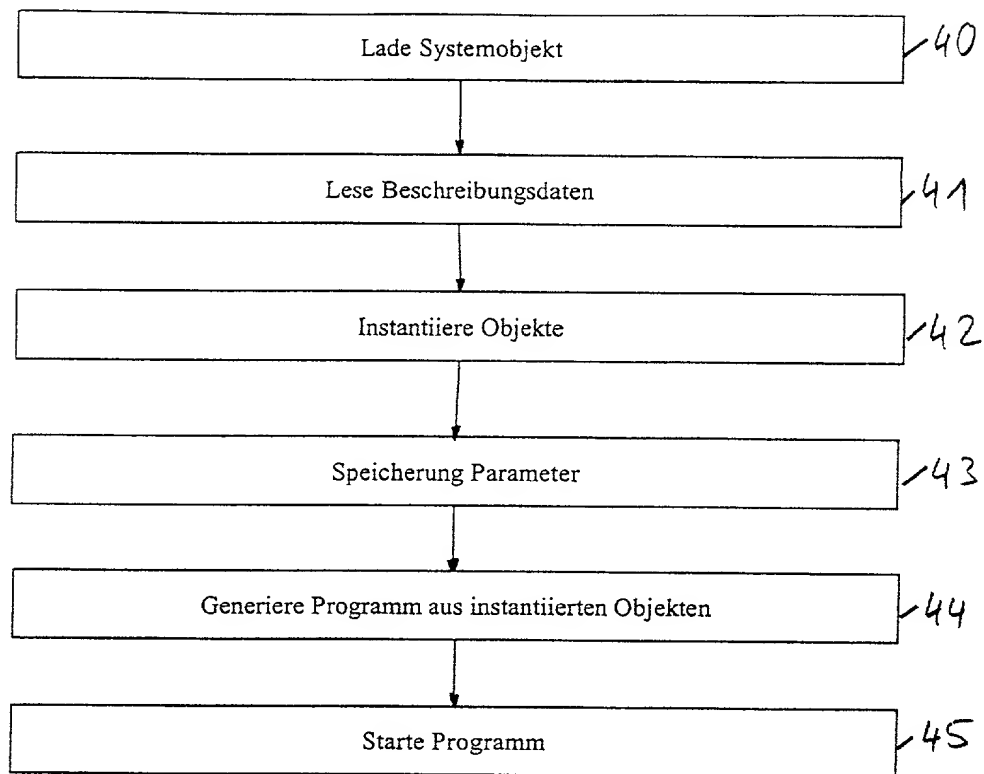 Lade Systemobjekt 40
Lese Beschreibungsdaten 41
Instantiiere Objekte 42
Speicherung Parameter 43
Generiere Programm aus instantiierten Objekten 44
Starte Programm 45